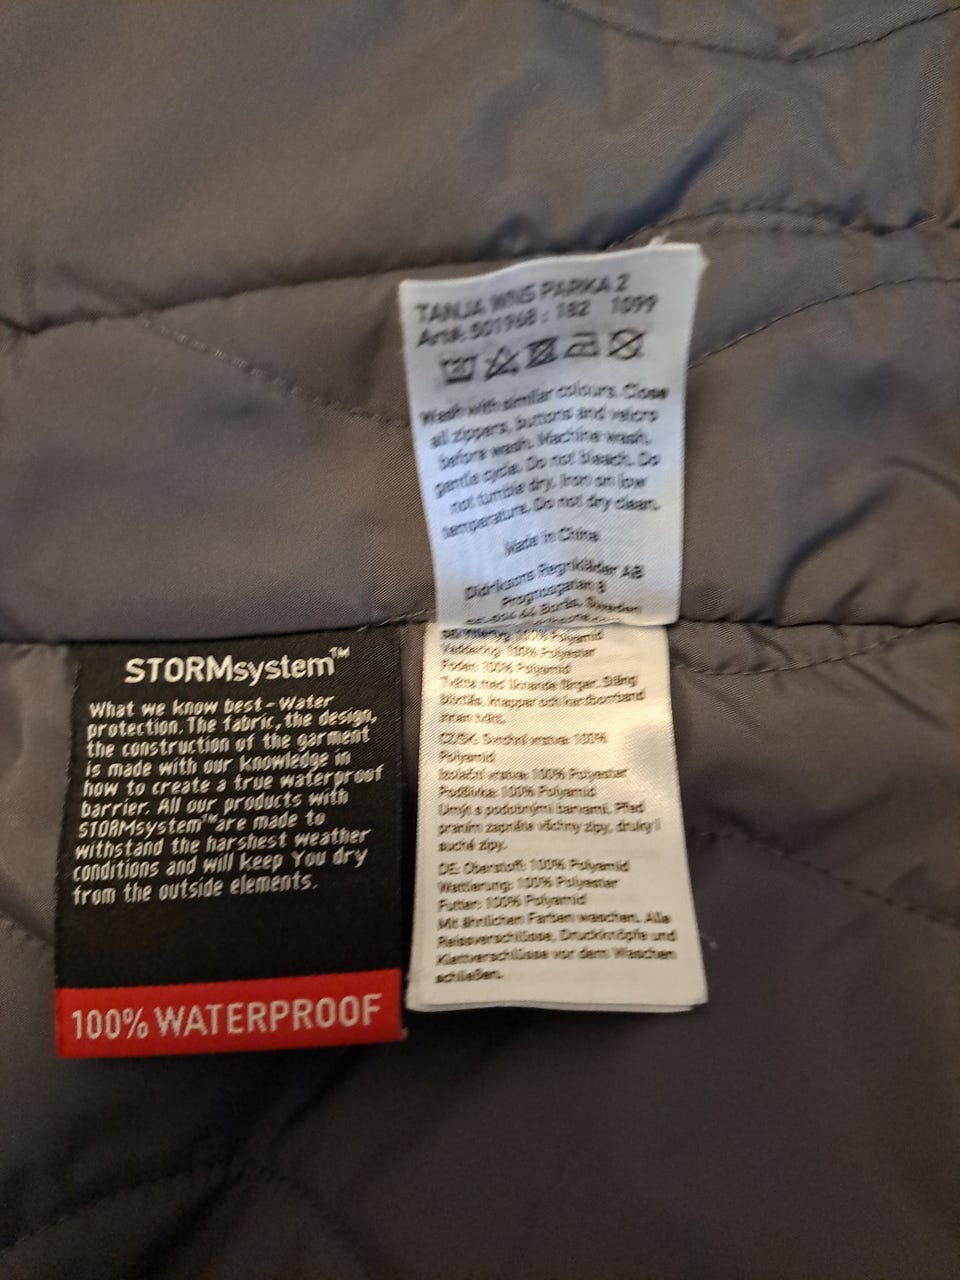 TANJA WNS PARKA 2
Art#: 501968 : 182 1099
Wash with similar colours. Close
all zippers, buttons and velcro
before wash. Machine wash,
gentle cycle. Do not bleach. Do
not tumble dry. Iron on low
temperature. Do not dry clean.
Made in China
Didriksons Regnkläder AB
Prognosgatan 8
SE-504 64 Borås, Sweden
100% Polyamid
Vaddering: 100% Polyester
Foder: 100% Polyamid
Tvätta med liknande färger. Stäng
blixtlås, knappar och kardborrband
innan tvätt.
CZ/SK: Svrchní vrstva: 100%
Polyamid
Izolační vrstva: 100% Polyester
Podšívka: 100% Polyamid
Umýt s podobnými barvami. Před
praním zapněte všchny zipy, druky i
suché zipy.
DE: Oberstoff: 100% Polyamid
Wattierung: 100% Polyester
Futter: 100% Polyamid
Mit ähnlichen Farben waschen. Alle
Reissverschlüsse, Druckknöpfe und
Klettverschlüsse vor dem Waschen
schließen.
STORMsystem™
What we know best - Water
protection. The fabric, the design,
the construction of the garment
is made with our knowledge in
how to create a true waterproof
barrier. All our products with
STORMsystem™ are made to
withstand the harshest weather
conditions and will keep You dry
from the outside elements.
100% WATERPROOF